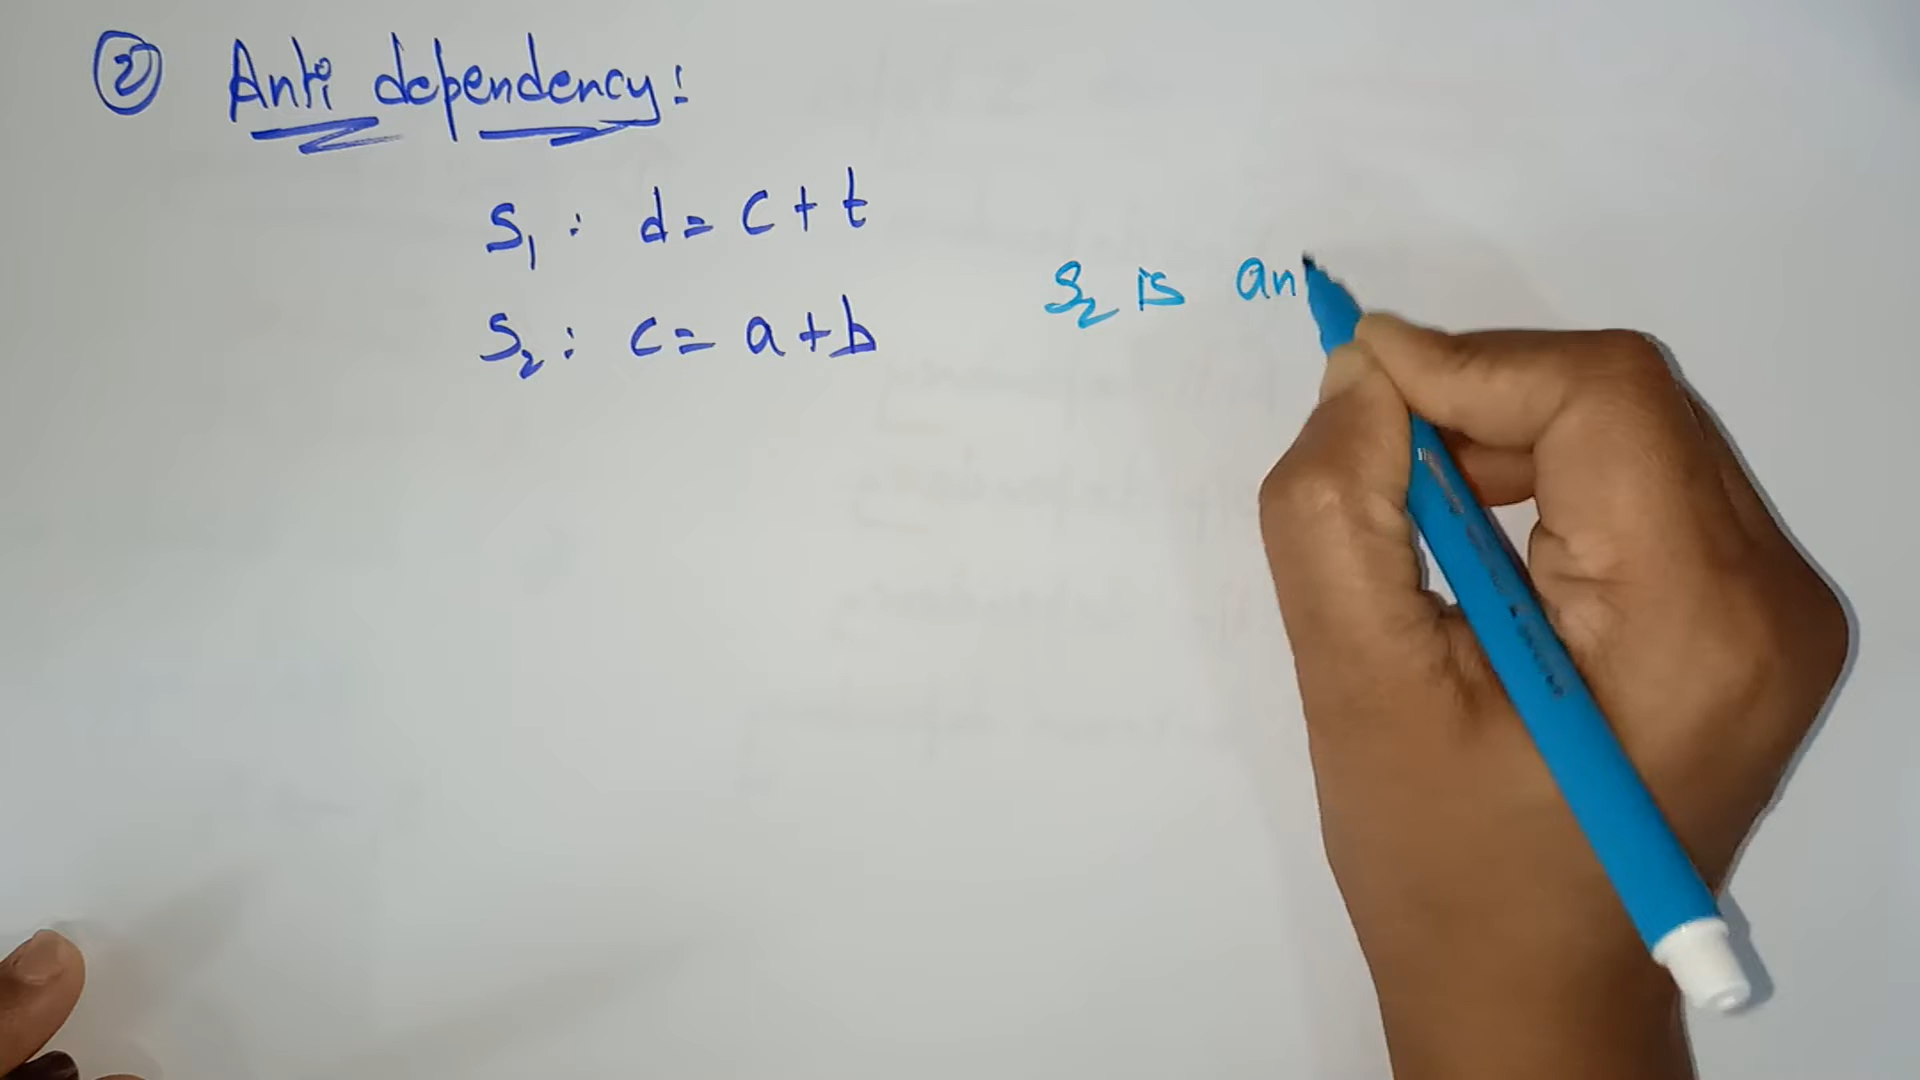 ② Anti dependency:
S₁ : d = c + t
S₂ : c = a + b
S₂ is an